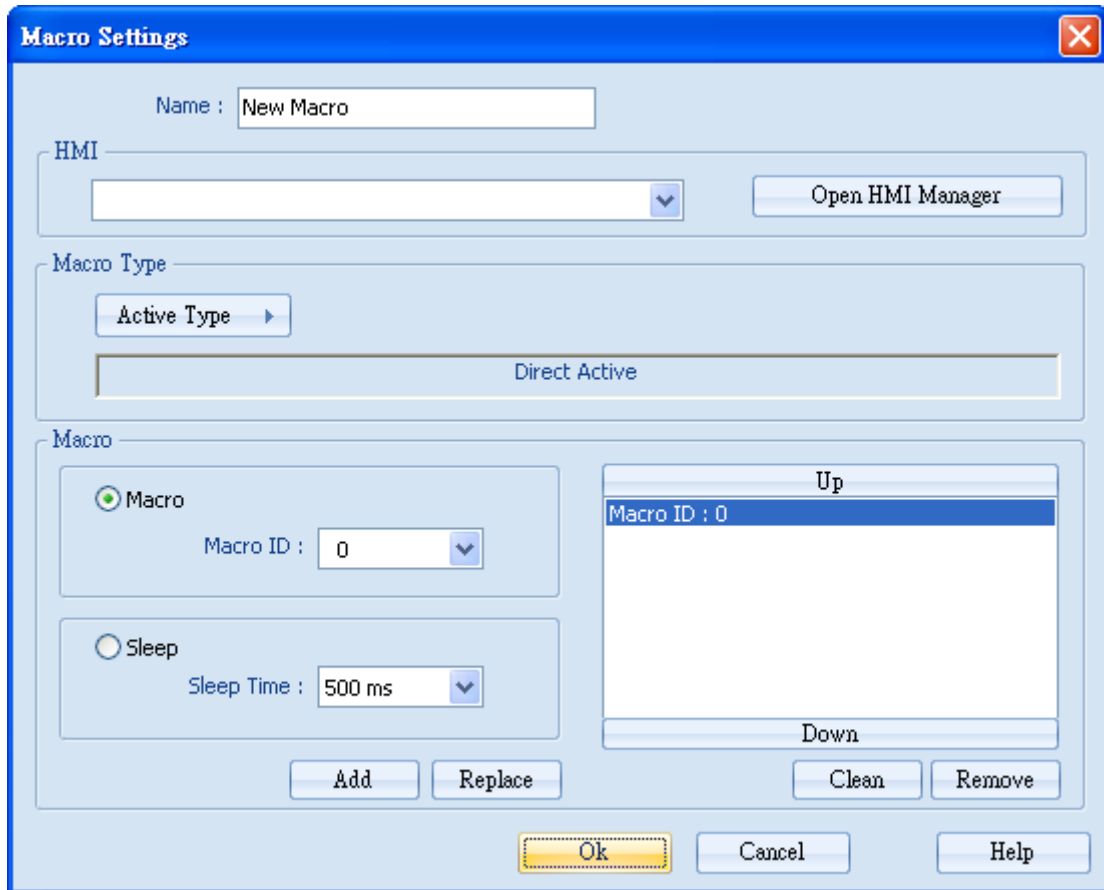 Macro Settings
Name : New Macro
HMI
Open HMI Manager
Macro Type
Active Type
Direct Active
Macro
Macro
Macro ID : 0
Sleep
Sleep Time : 500 ms
Add Replace
Up
Macro ID : 0
Down
Clean Remove
Ok Cancel Help